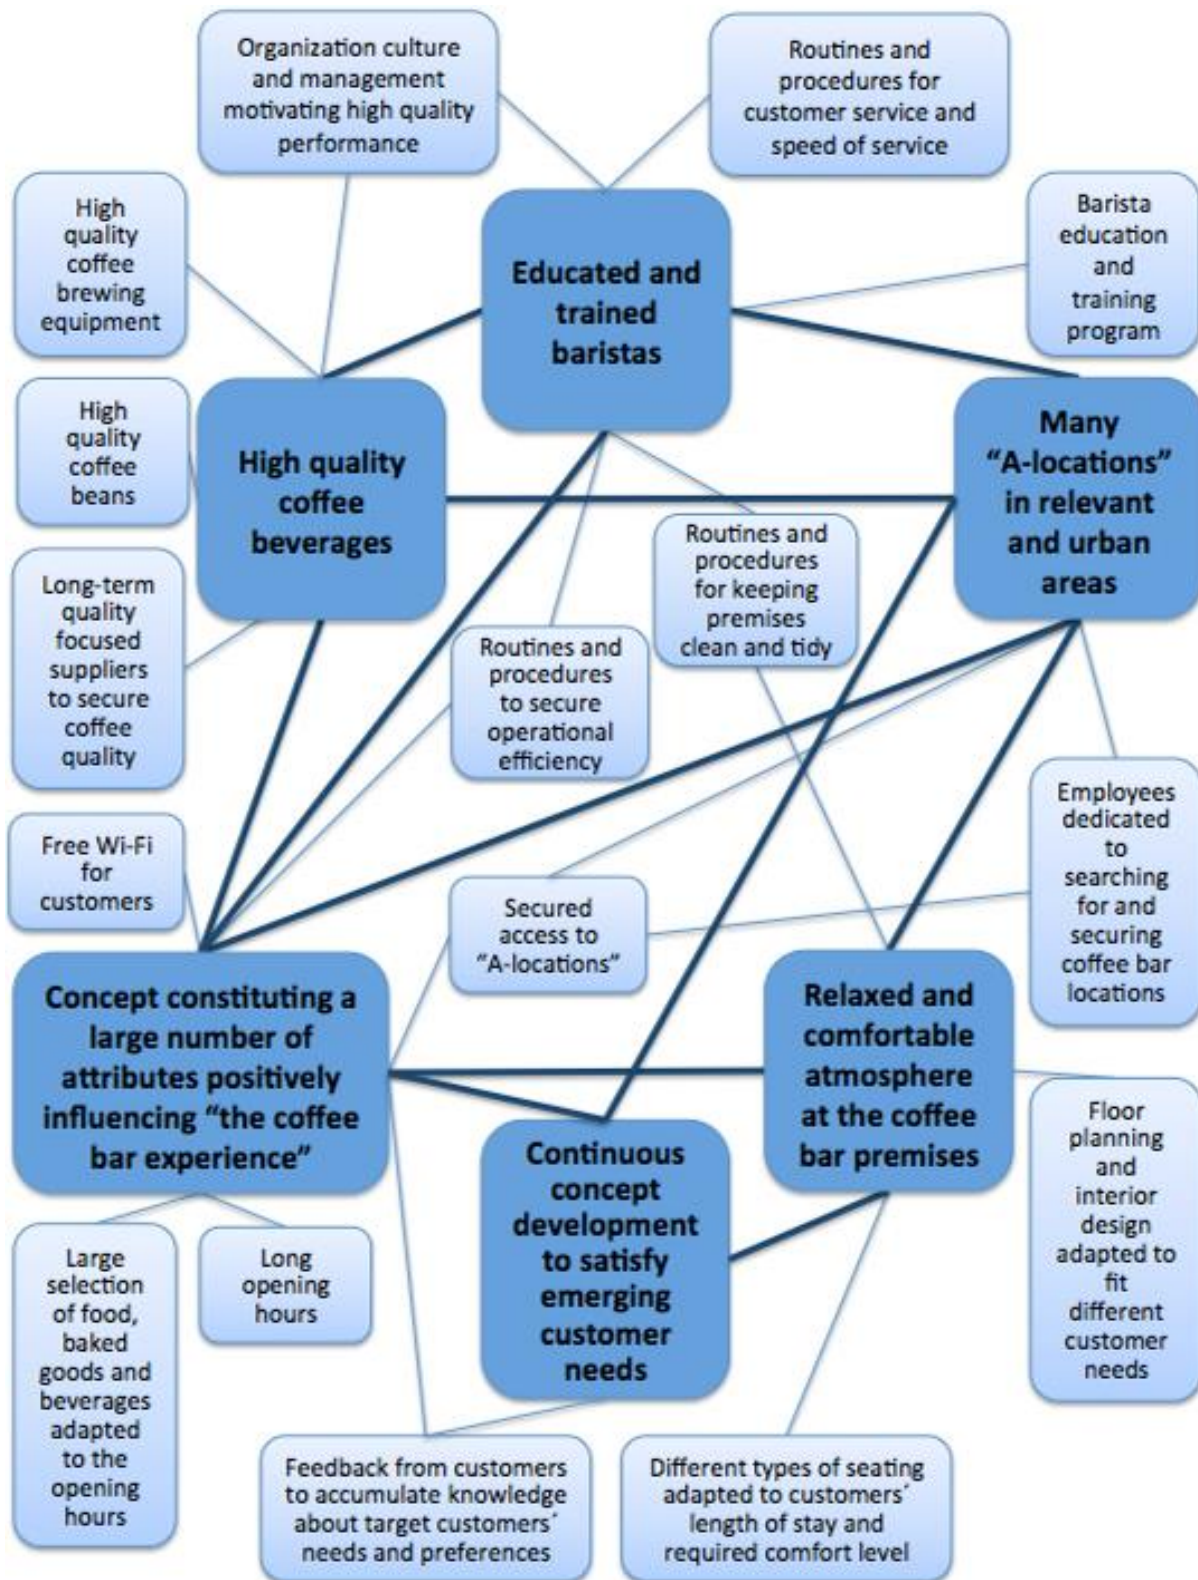 Organization culture
and management
motivating high quality
performance
Routines and
procedures for
customer service and
speed of service
High
quality
coffee
brewing
equipment
Educated and
trained
baristas
Barista
education
and
training
program
High
quality
coffee
beans
High quality
coffee
beverages
Many
“A-locations”
in relevant
and urban
areas
Long-term
quality
focused
suppliers
to secure
coffee
quality
Routines and
procedures
to secure
operational
efficiency
Routines and
procedures
for keeping
premises
clean and tidy
Free Wi-Fi
for
customers
Secured
access to
“A-locations”
Employees
dedicated
to
searching
for and
securing
coffee bar
locations
Concept constituting a
large number of
attributes positively
influencing “the coffee
bar experience”
Relaxed and
comfortable
atmosphere
at the coffee
bar premises
Continuous
concept
development
to satisfy
emerging
customer
needs
Floor
planning
and
interior
design
adapted to
fit
different
customer
needs
Large
selection
of food,
baked
goods and
beverages
adapted
to the
opening
hours
Long
opening
hours
Feedback from customers
to accumulate knowledge
about target customers´
needs and preferences
Different types of seating
adapted to customers´
length of stay and
required comfort level